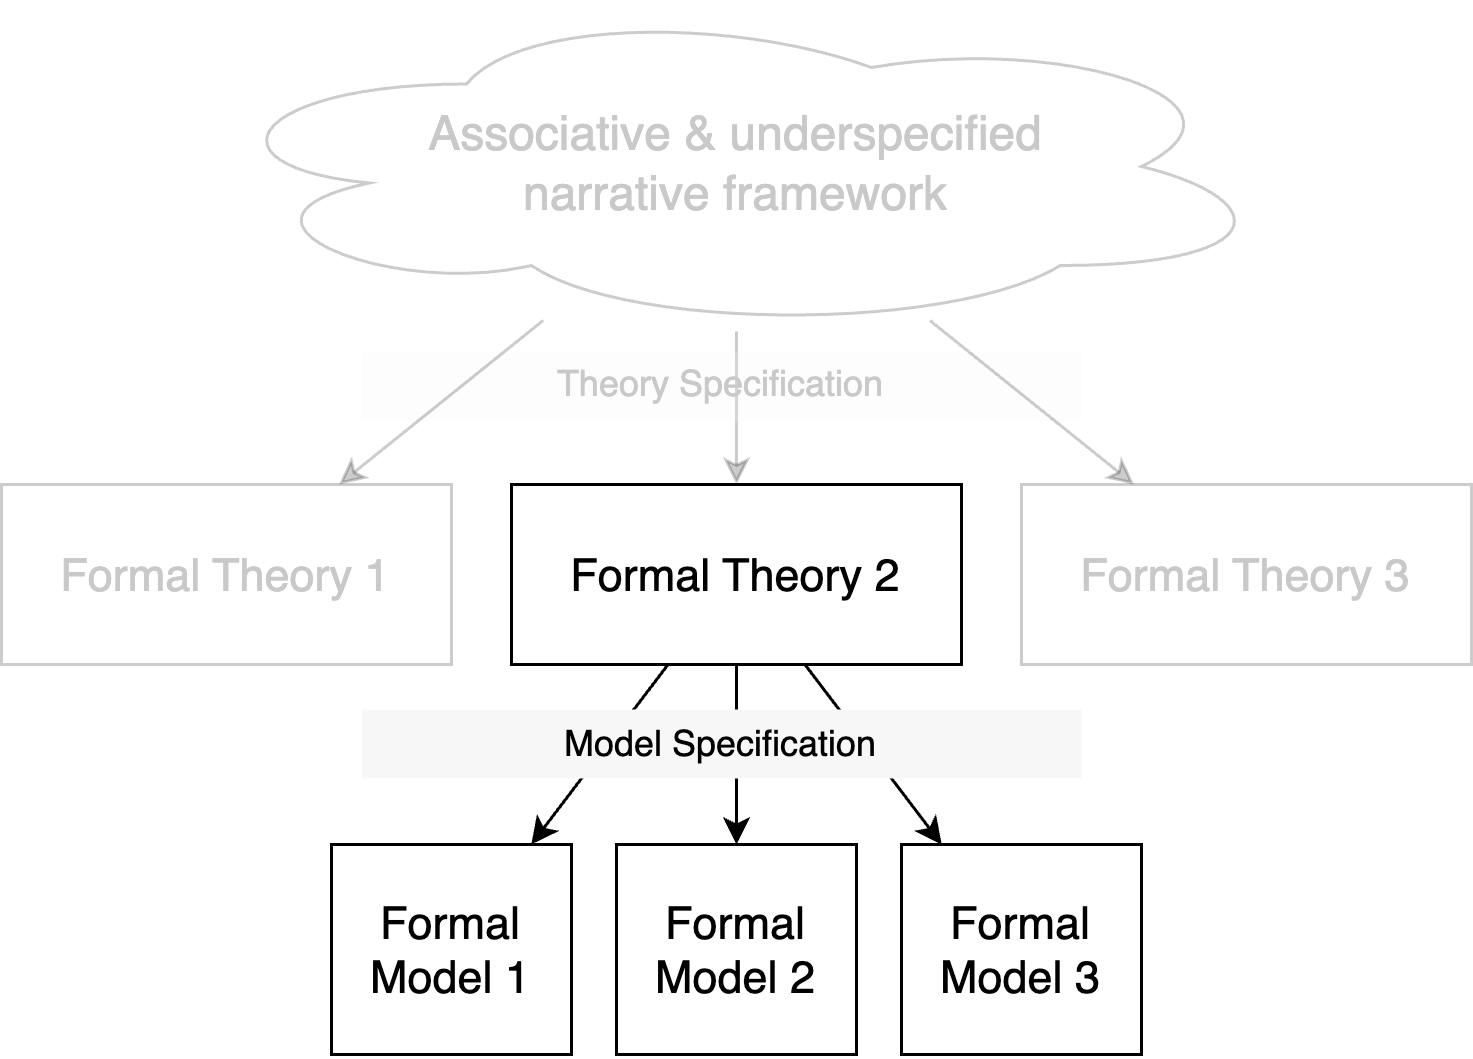 Associative & underspecified
narrative framework
Theory Specification
Formal Theory 1
Formal Theory 2
Formal Theory 3
Model Specification
Formal
Model 1
Formal
Model 2
Formal
Model 3